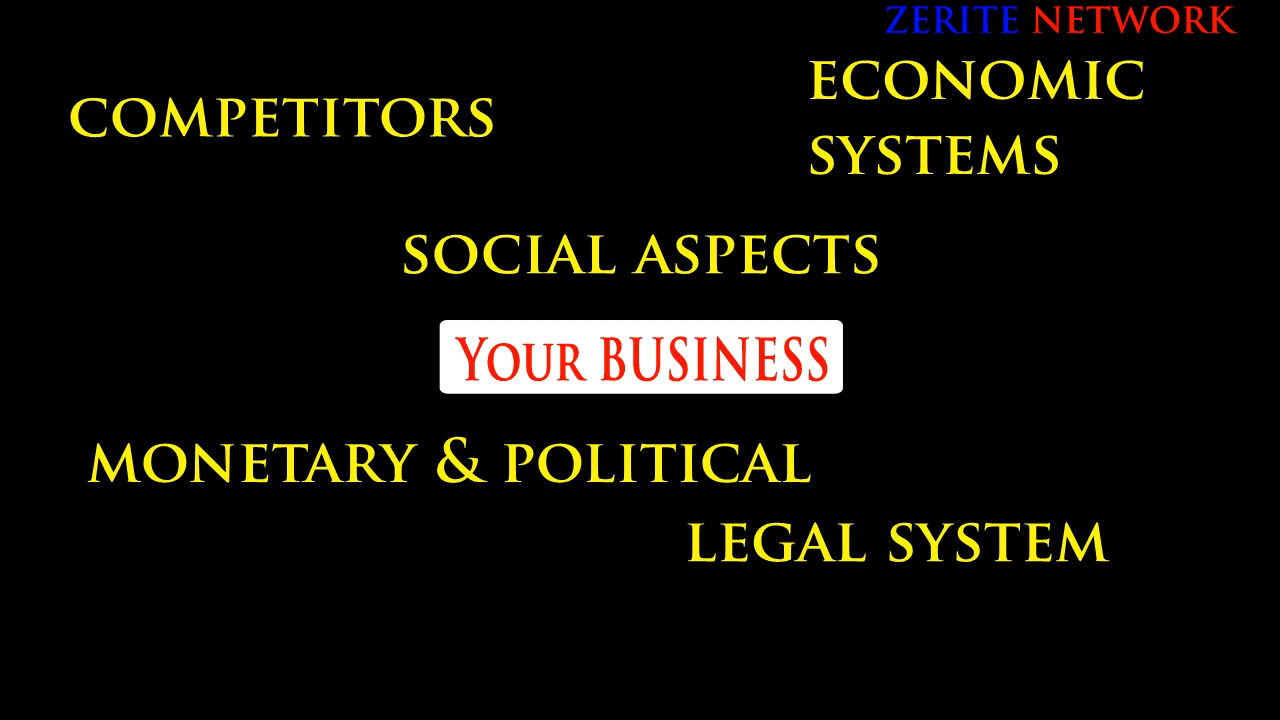 ZERITE NETWORK
ECONOMIC
SYSTEMS
COMPETITORS
SOCIAL ASPECTS
YOUR BUSINESS
MONETARY & POLITICAL
LEGAL SYSTEM